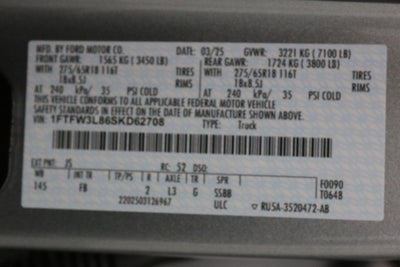 MFD. BY FORD MOTOR CO. DATE: 03/25 GVWR: 3221 KG (7100 LB)
FRONT GAWR: 1565 KG (3450 LB) REAR GAWR: 1724 KG (3800 LB)
WITH 275/65R18 116T TIRES WITH 275/65R18 116T TIRES
18x8.5J RIMS 18x8.5J RIMS
AT 240 kPa/ 35 PSI COLD AT 240 kPa/ 35 PSI COLD
THIS VEHICLE CONFORMS TO ALL APPLICABLE FEDERAL MOTOR VEHICLE
SAFETY STANDARDS IN EFFECT ON THE DATE OF MANUFACTURE SHOWN ABOVE.
VIN: 1FTFW3L86SKD62708 TYPE: Truck
EXT PNT: JS RC: 52 DSO:
WB INT TR TP/PS R AXLE TR SPR F0090
145 FB 2 L3 G SSBB T0648
2202503126967 ULC RU5A-3520472-AB